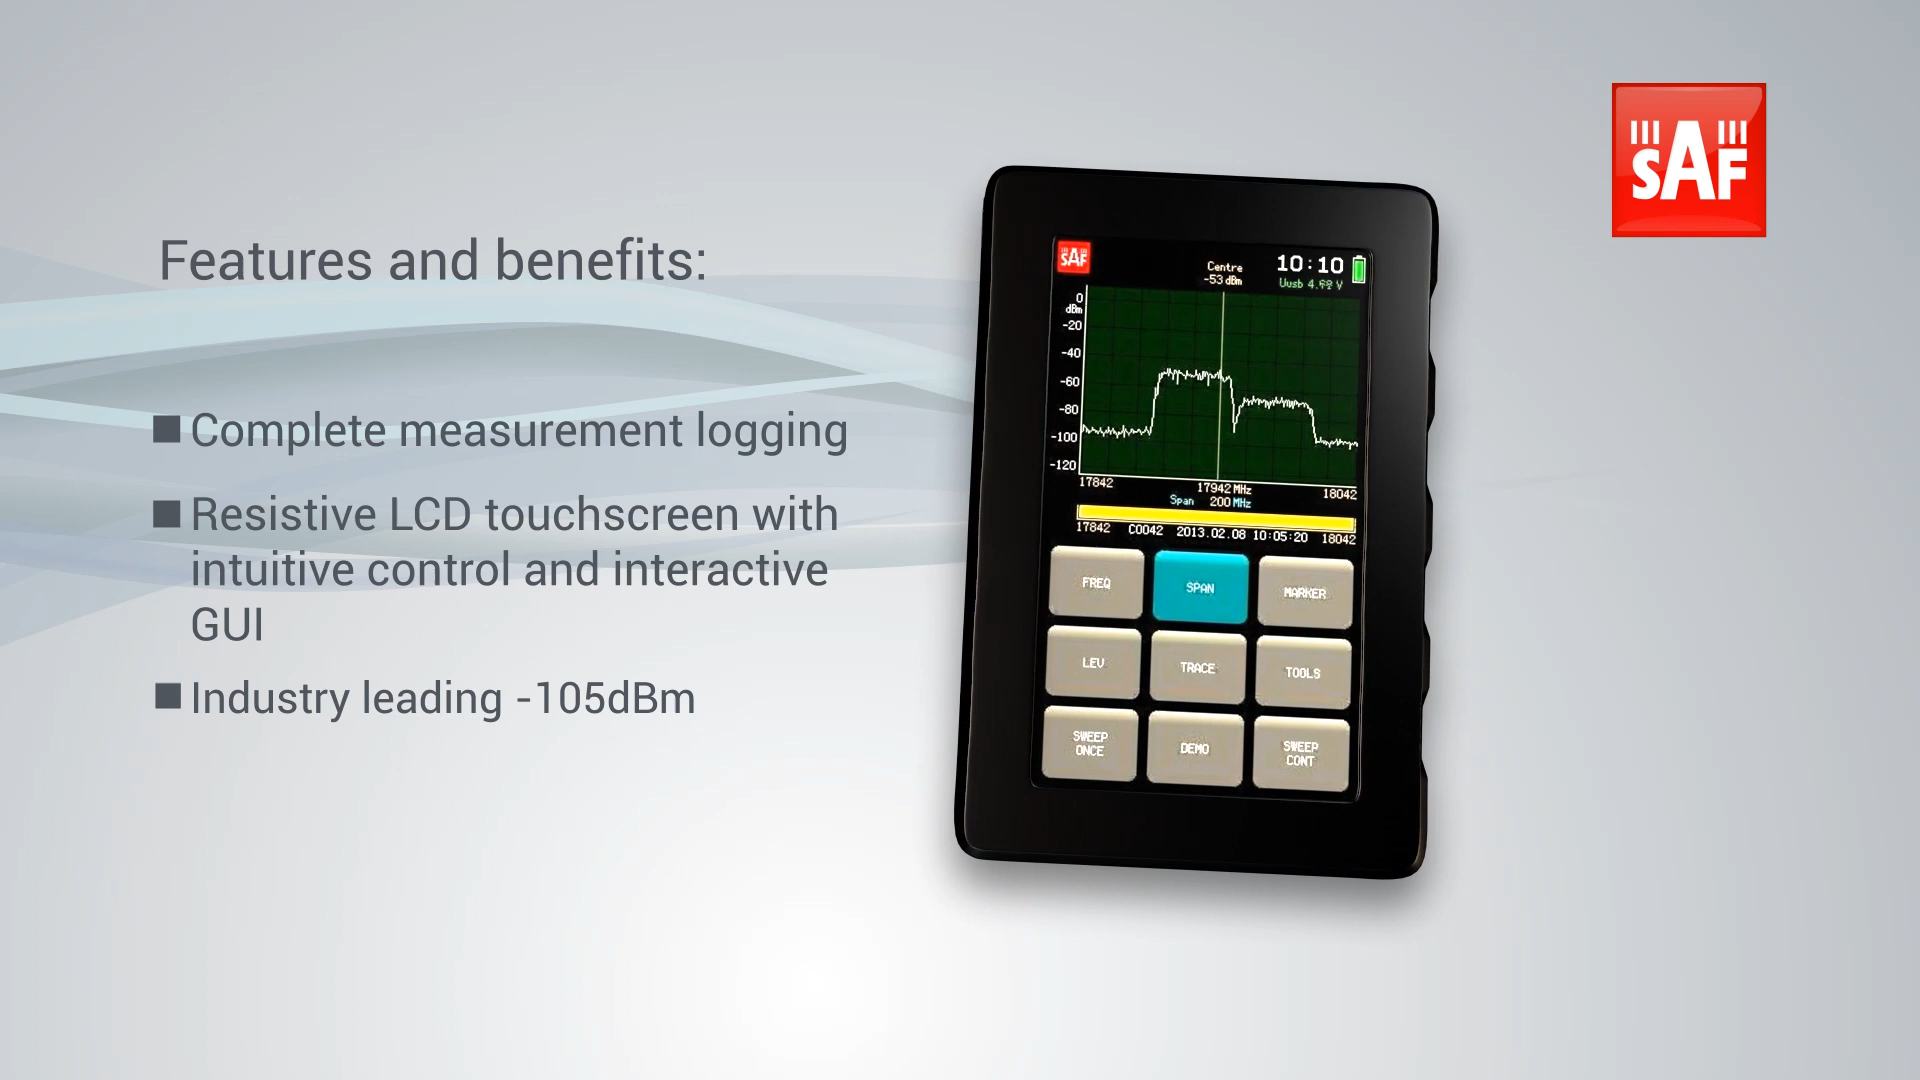 SAF
Features and benefits:
Complete measurement logging
Resistive LCD touchscreen with
intuitive control and interactive
GUI
Industry leading -105dBm
SAF
Centre
-53 dBm
10:10
Uusb V
0
dBm
-20
-40
-60
-80
-100
-120
17842 17942 MHz 18042
Span 200 MHz
17842 C0042 2013.02.08 10:05:20 18042
FREQ SPAN MARKER
LEV TRACE TOOLS
SWEEP
ONCE
DEMO
SWEEP
CONT